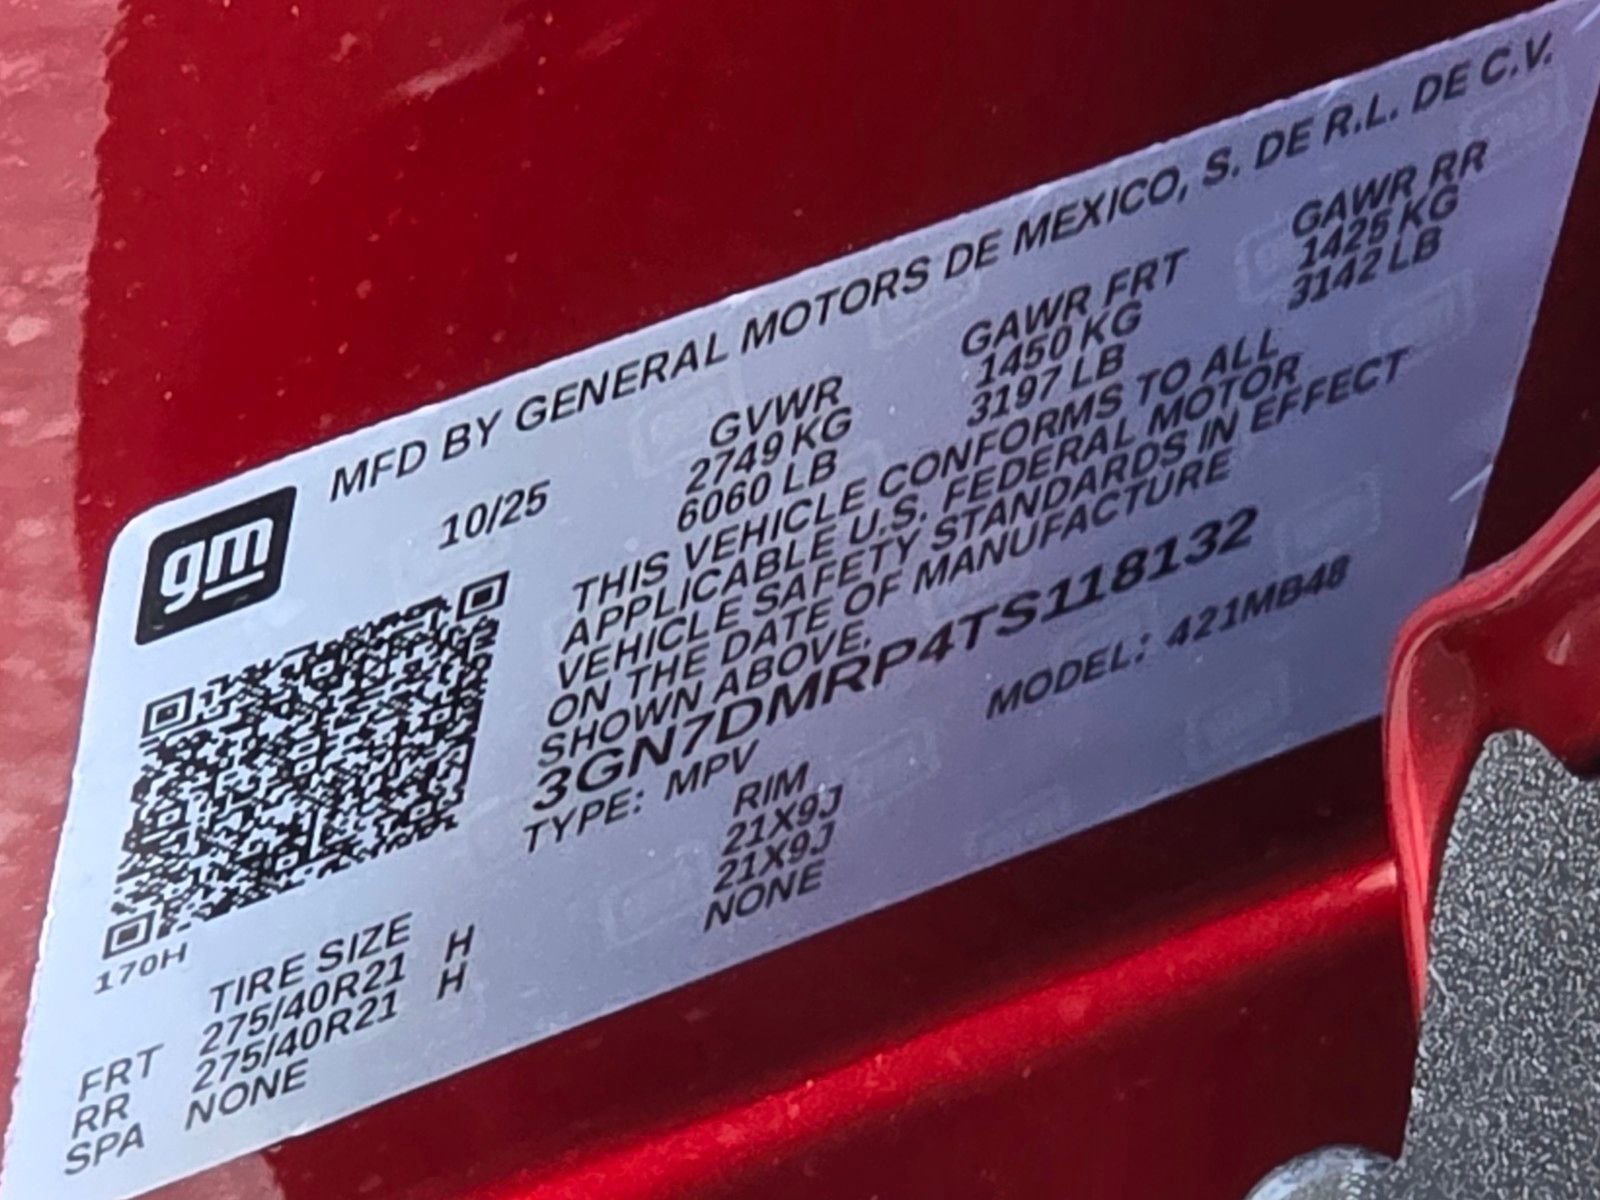 gm
MFD BY GENERAL MOTORS DE MEXICO, S. DE R.L. DE C.V.
10/25 GVWR GAWR FRT GAWR RR
2749 KG 1450 KG 1425 KG
6060 LB 3197 LB 3142 LB
THIS VEHICLE CONFORMS TO ALL
APPLICABLE U.S. FEDERAL MOTOR
VEHICLE SAFETY STANDARDS IN EFFECT
ON THE DATE OF MANUFACTURE
SHOWN ABOVE.
3GN7DMRP4TS118132
TYPE: MPV MODEL: 421MB48
170H
TIRE SIZE RIM
FRT 275/40R21 H 21X9J
RR 275/40R21 H 21X9J
SPA NONE NONE